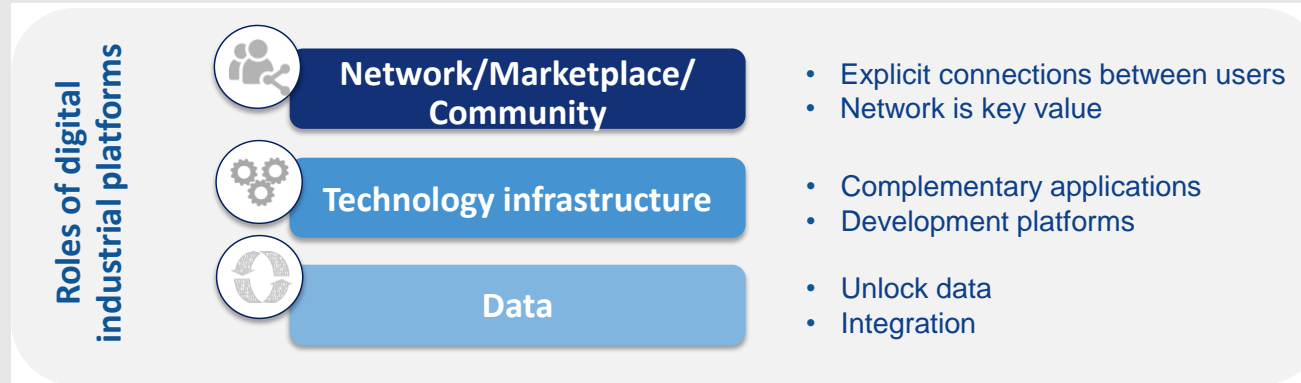 Roles of digital
industrial platforms
Network/Marketplace/
Community
• Explicit connections between users
• Network is key value
Technology infrastructure
• Complementary applications
• Development platforms
Data
• Unlock data
• Integration